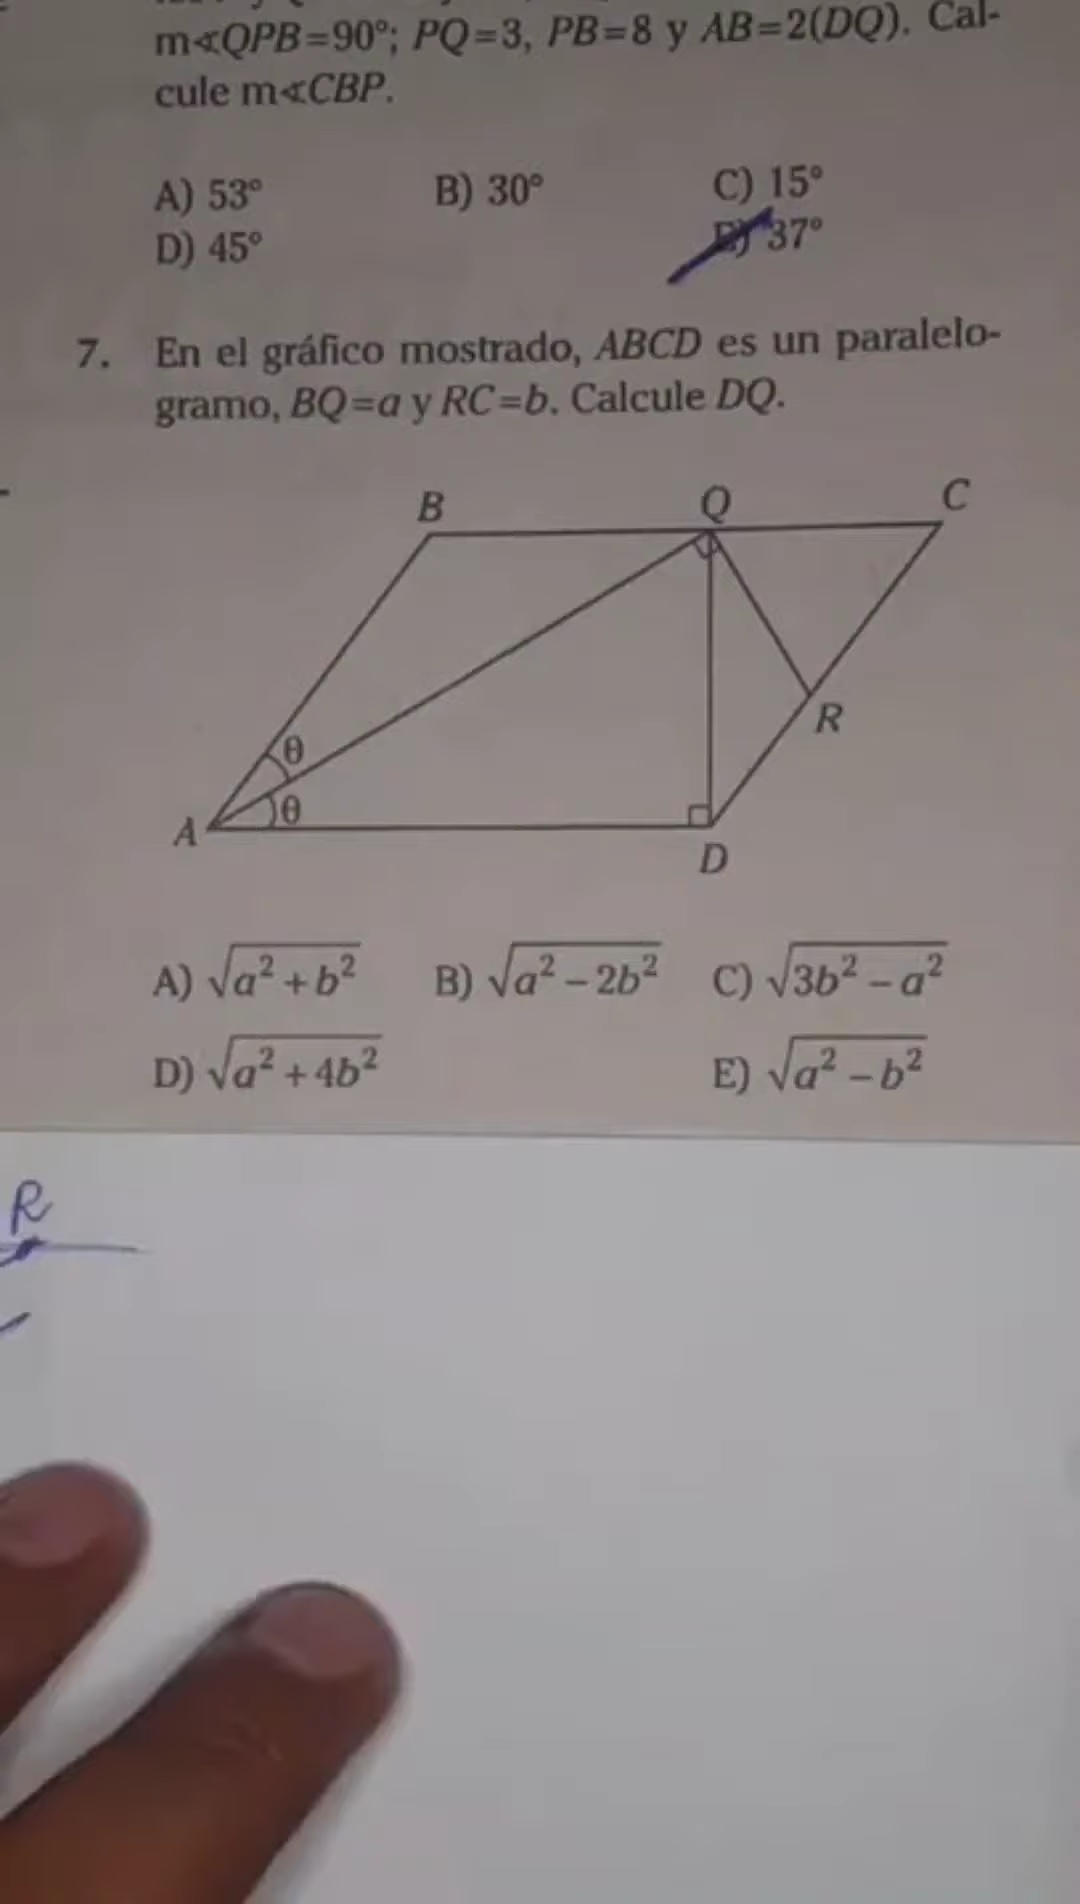 m∢QPB=90°; PQ=3, PB=8 y AB=2(DQ). Cal-
cule m∢CBP.
A) 53° B) 30° C) 15°
D) 45° E) 37°
7. En el gráfico mostrado, ABCD es un paralelo-
gramo, BQ=a y RC=b. Calcule DQ.
B Q C
θ
R
A θ
D
A) √(a²+b²) B) √(a²−2b²) C) √(3b²−a²)
D) √(a²+4b²) E) √(a²−b²)
R